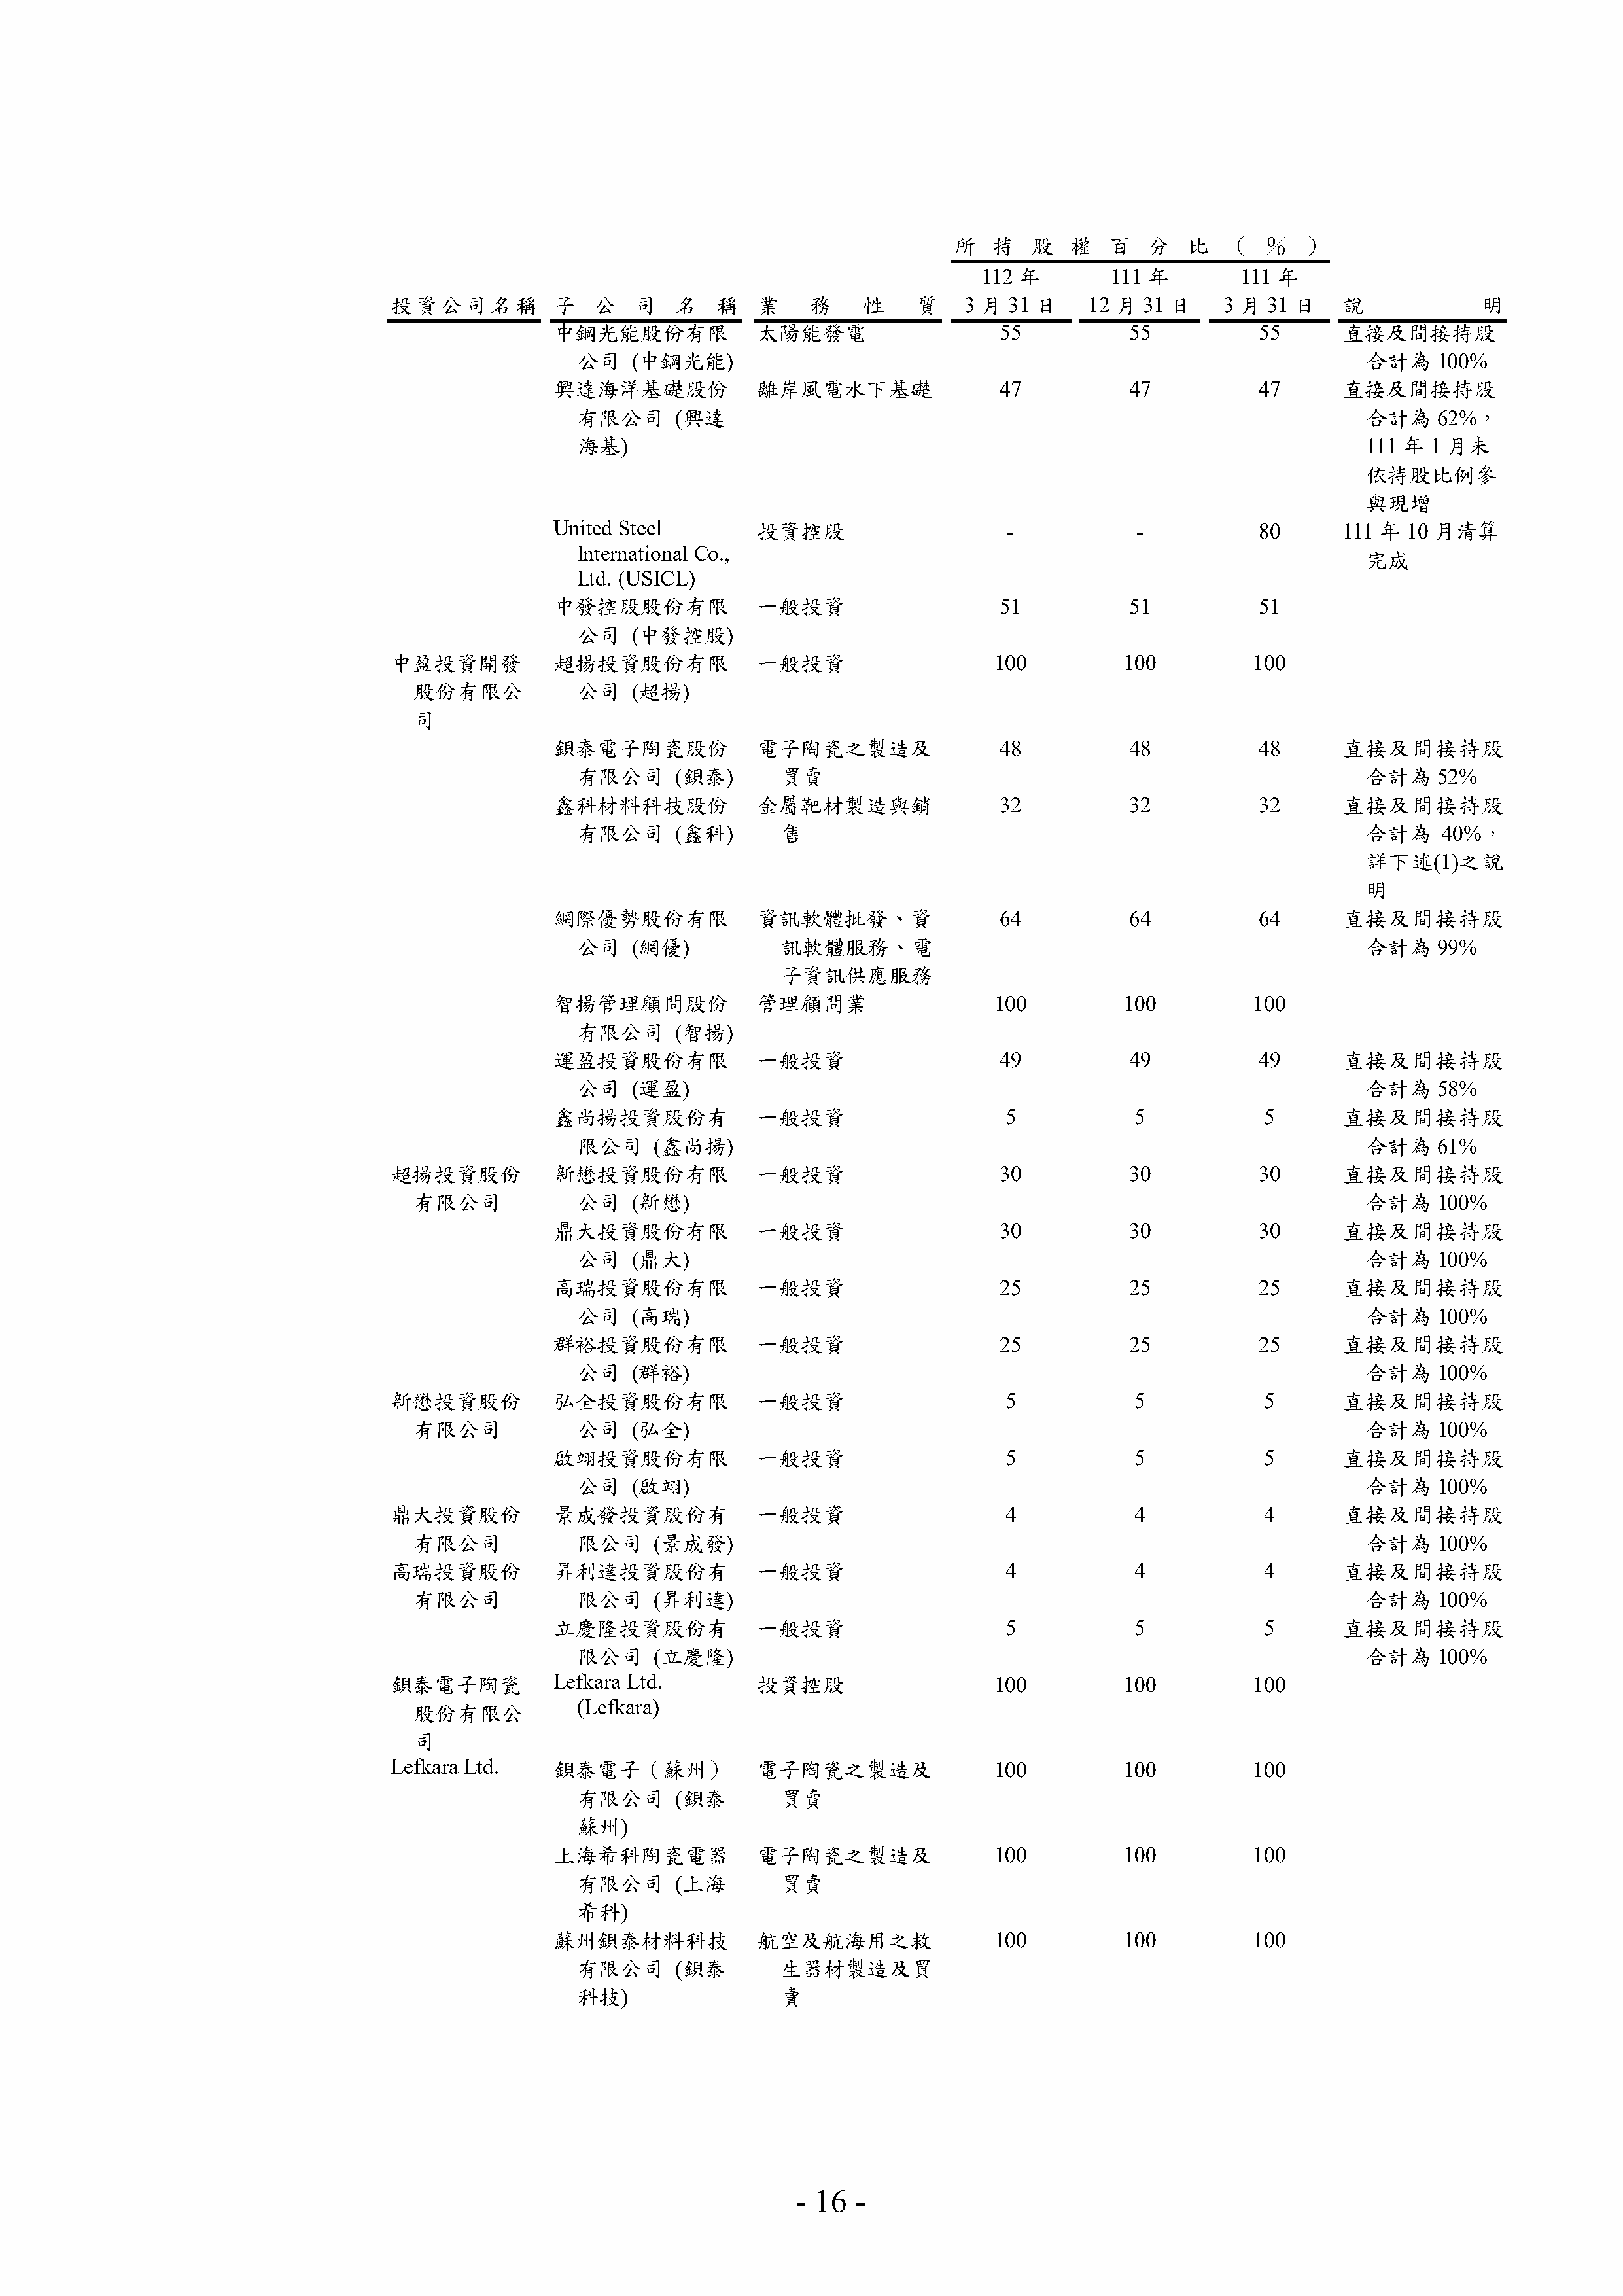 所持股權百分比（％）
112 年 111 年 111 年
投資公司名稱 子公司名稱 業務性質 3 月 31 日 12 月 31 日 3 月 31 日 說明
中鋼光能股份有限 太陽能發電 55 55 55 直接及間接持股
公司 (中鋼光能) 合計為 100%
興達海洋基礎股份 離岸風電水下基礎 47 47 47 直接及間接持股
有限公司 (興達 合計為 62%，
海基) 111 年 1 月未
依持股比例參
與現增
United Steel 投資控股 - - 80 111 年 10 月清算
International Co., 完成
Ltd. (USICL)
中發控股股份有限 一般投資 51 51 51
公司 (中發控股)
中盈投資開發 超揚投資股份有限 一般投資 100 100 100
股份有限公 公司 (超揚)
司
鋇泰電子陶瓷股份 電子陶瓷之製造及 48 48 48 直接及間接持股
有限公司 (鋇泰) 買賣 合計為 52%
鑫科材料科技股份 金屬靶材製造與銷 32 32 32 直接及間接持股
有限公司 (鑫科) 售 合計為 40%，
詳下述(1)之說
明
網際優勢股份有限 資訊軟體批發、資 64 64 64 直接及間接持股
公司 (網優) 訊軟體服務、電 合計為 99%
子資訊供應服務
智揚管理顧問股份 管理顧問業 100 100 100
有限公司 (智揚)
運盈投資股份有限 一般投資 49 49 49 直接及間接持股
公司 (運盈) 合計為 58%
鑫尚揚投資股份有 一般投資 5 5 5 直接及間接持股
限公司 (鑫尚揚) 合計為 61%
超揚投資股份 新懋投資股份有限 一般投資 30 30 30 直接及間接持股
有限公司 公司 (新懋) 合計為 100%
鼎大投資股份有限 一般投資 30 30 30 直接及間接持股
公司 (鼎大) 合計為 100%
高瑞投資股份有限 一般投資 25 25 25 直接及間接持股
公司 (高瑞) 合計為 100%
群裕投資股份有限 一般投資 25 25 25 直接及間接持股
公司 (群裕) 合計為 100%
新懋投資股份 弘全投資股份有限 一般投資 5 5 5 直接及間接持股
有限公司 公司 (弘全) 合計為 100%
啟翊投資股份有限 一般投資 5 5 5 直接及間接持股
公司 (啟翊) 合計為 100%
鼎大投資股份 景成發投資股份有 一般投資 4 4 4 直接及間接持股
有限公司 限公司 (景成發) 合計為 100%
高瑞投資股份 昇利達投資股份有 一般投資 4 4 4 直接及間接持股
有限公司 限公司 (昇利達) 合計為 100%
立慶隆投資股份有 一般投資 5 5 5 直接及間接持股
限公司 (立慶隆) 合計為 100%
鋇泰電子陶瓷 Lefkara Ltd. 投資控股 100 100 100
股份有限公 (Lefkara)
司
Lefkara Ltd. 鋇泰電子（蘇州） 電子陶瓷之製造及 100 100 100
有限公司 (鋇泰 買賣
蘇州)
上海希科陶瓷電器 電子陶瓷之製造及 100 100 100
有限公司 (上海 買賣
希科)
蘇州鋇泰材料科技 航空及航海用之救 100 100 100
有限公司 (鋇泰 生器材製造及買
科技) 賣
- 16 -